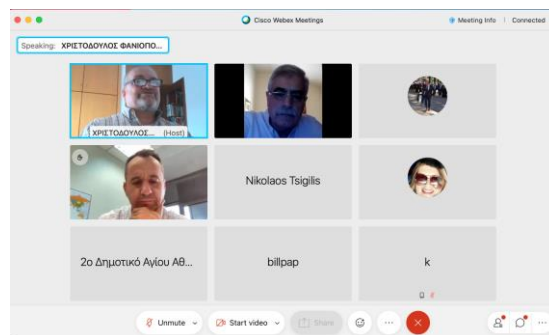 Cisco Webex Meetings
Meeting Info | Connected
Speaking: ΧΡΙΣΤΟΔΟΥΛΟΣ ΦΑΝΙΟΠΟ...
ΧΡΙΣΤΟΔΟΥΛΟΣ... (Host)
Nikolaos Tsigilis
2ο Δημοτικό Αγίου Αθ...
billpap
k
Unmute
Start video
Share